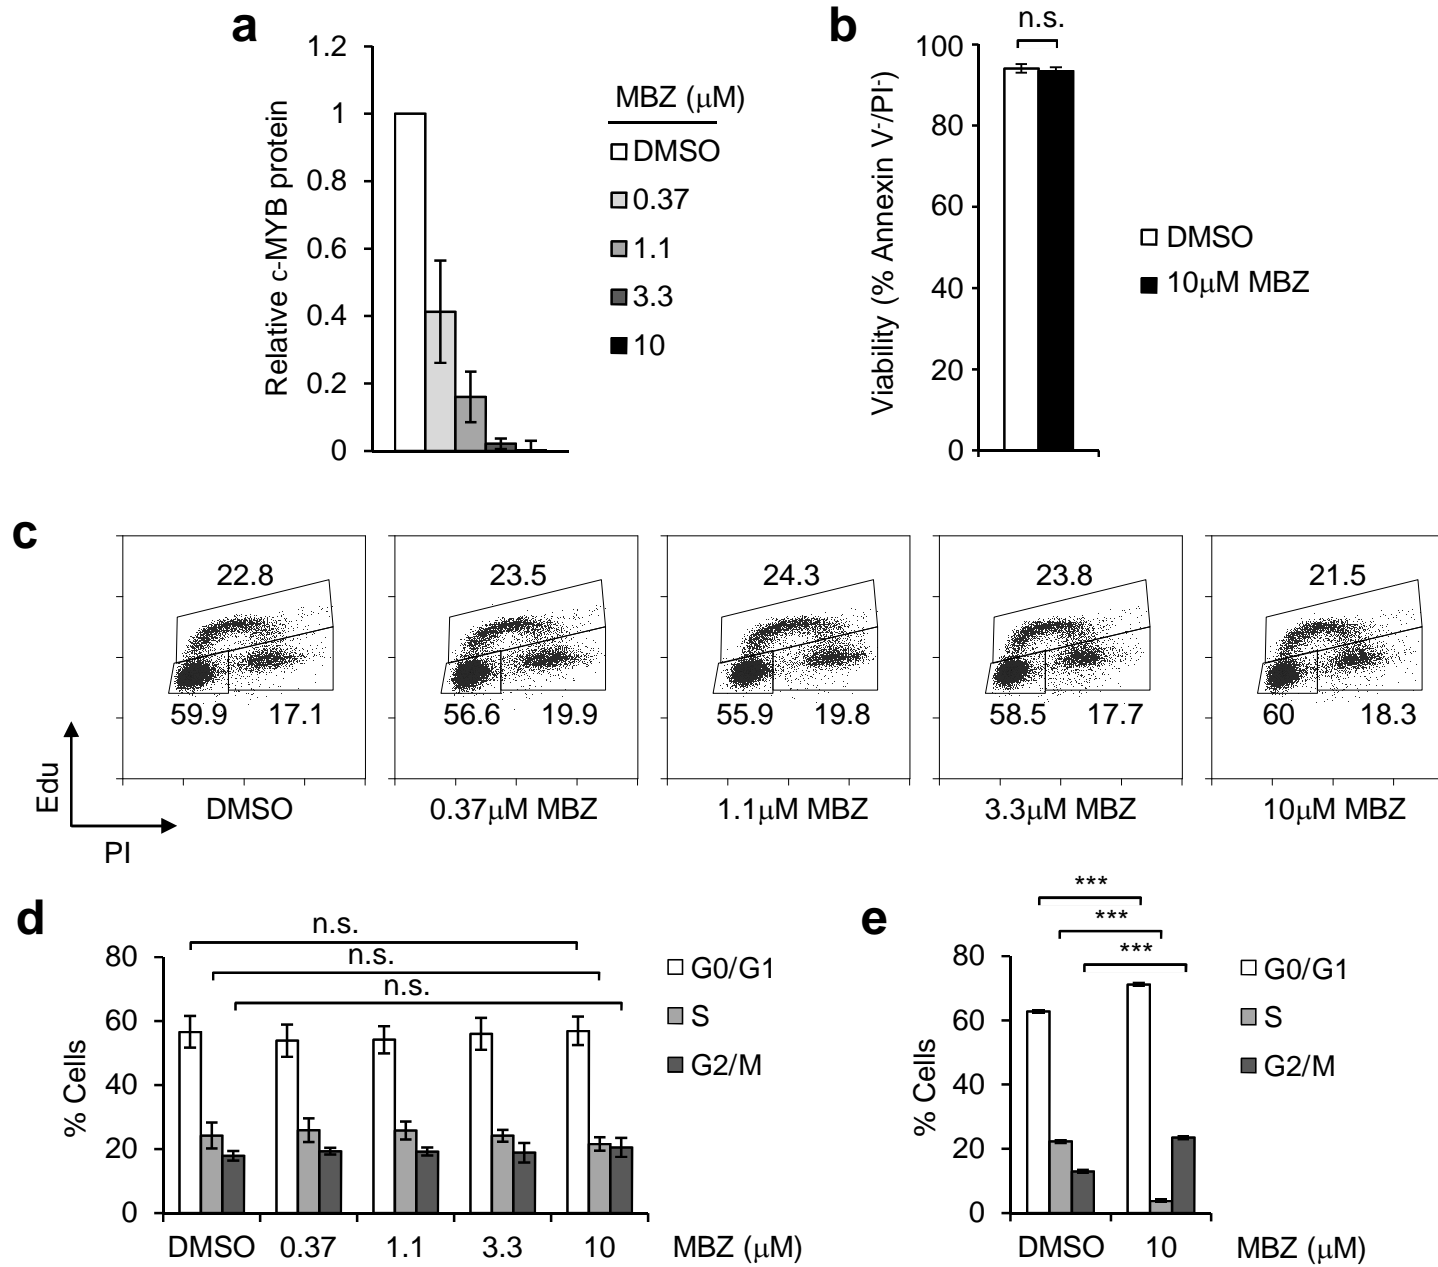 a
1.2
1
0.8
0.6
0.4
0.2
0
Relative c-MYB protein
MBZ (μM)
DMSO
0.37
1.1
3.3
10
b
n.s.
100
80
60
40
20
0
Viability (% Annexin V-/PI-)
DMSO
10μM MBZ
c
22.8
59.9 17.1
DMSO
23.5
56.6 19.9
0.37μM MBZ
24.3
55.9 19.8
1.1μM MBZ
23.8
58.5 17.7
3.3μM MBZ
21.5
60 18.3
10μM MBZ
Edu
PI
d
n.s.
n.s.
n.s.
80
60
40
20
0
% Cells
G0/G1
S
G2/M
DMSO 0.37 1.1 3.3 10 MBZ (μM)
e
***
***
***
80
60
40
20
0
% Cells
G0/G1
S
G2/M
DMSO 10 MBZ (μM)